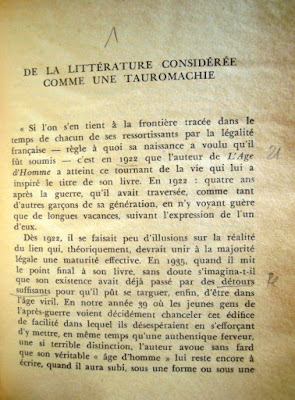 1
DE LA LITTÉRATURE CONSIDÉRÉE
COMME UNE TAUROMACHIE
« Si l'on s'en tient à la frontière tracée dans le
temps de chacun de ses ressortissants par la légalité
française — règle à quoi sa naissance a voulu qu'il
fût soumis — c'est en 1922 que l'auteur de L'Age
d'Homme a atteint ce tournant de la vie qui lui a
inspiré le titre de son livre. En 1922 : quatre ans
après la guerre, qu'il avait traversée, comme tant
d'autres garçons de sa génération, en n'y voyant guère
que de longues vacances, suivant l'expression de l'un
d'eux.
Dès 1922, il se faisait peu d'illusions sur la réalité
du lien qui, théoriquement, devrait unir à la majorité
légale une maturité effective. En 1935, quand il mit
le point final à son livre, sans doute s'imagina-t-il
que son existence avait déjà passé par des détours
suffisants pour qu'il pût se targuer, enfin, d'être dans
l'âge viril. En notre année 39 où les jeunes gens de
l'après-guerre voient décidément chanceler cet édifice
de facilité dans lequel ils désespéraient en s'efforçant
d'y mettre, en même temps qu'une authentique ferveur,
une si terrible distinction, l'auteur avoue sans fard
que son véritable « âge d'homme » lui reste encore à
écrire, quand il aura subi, sous une forme ou sous une